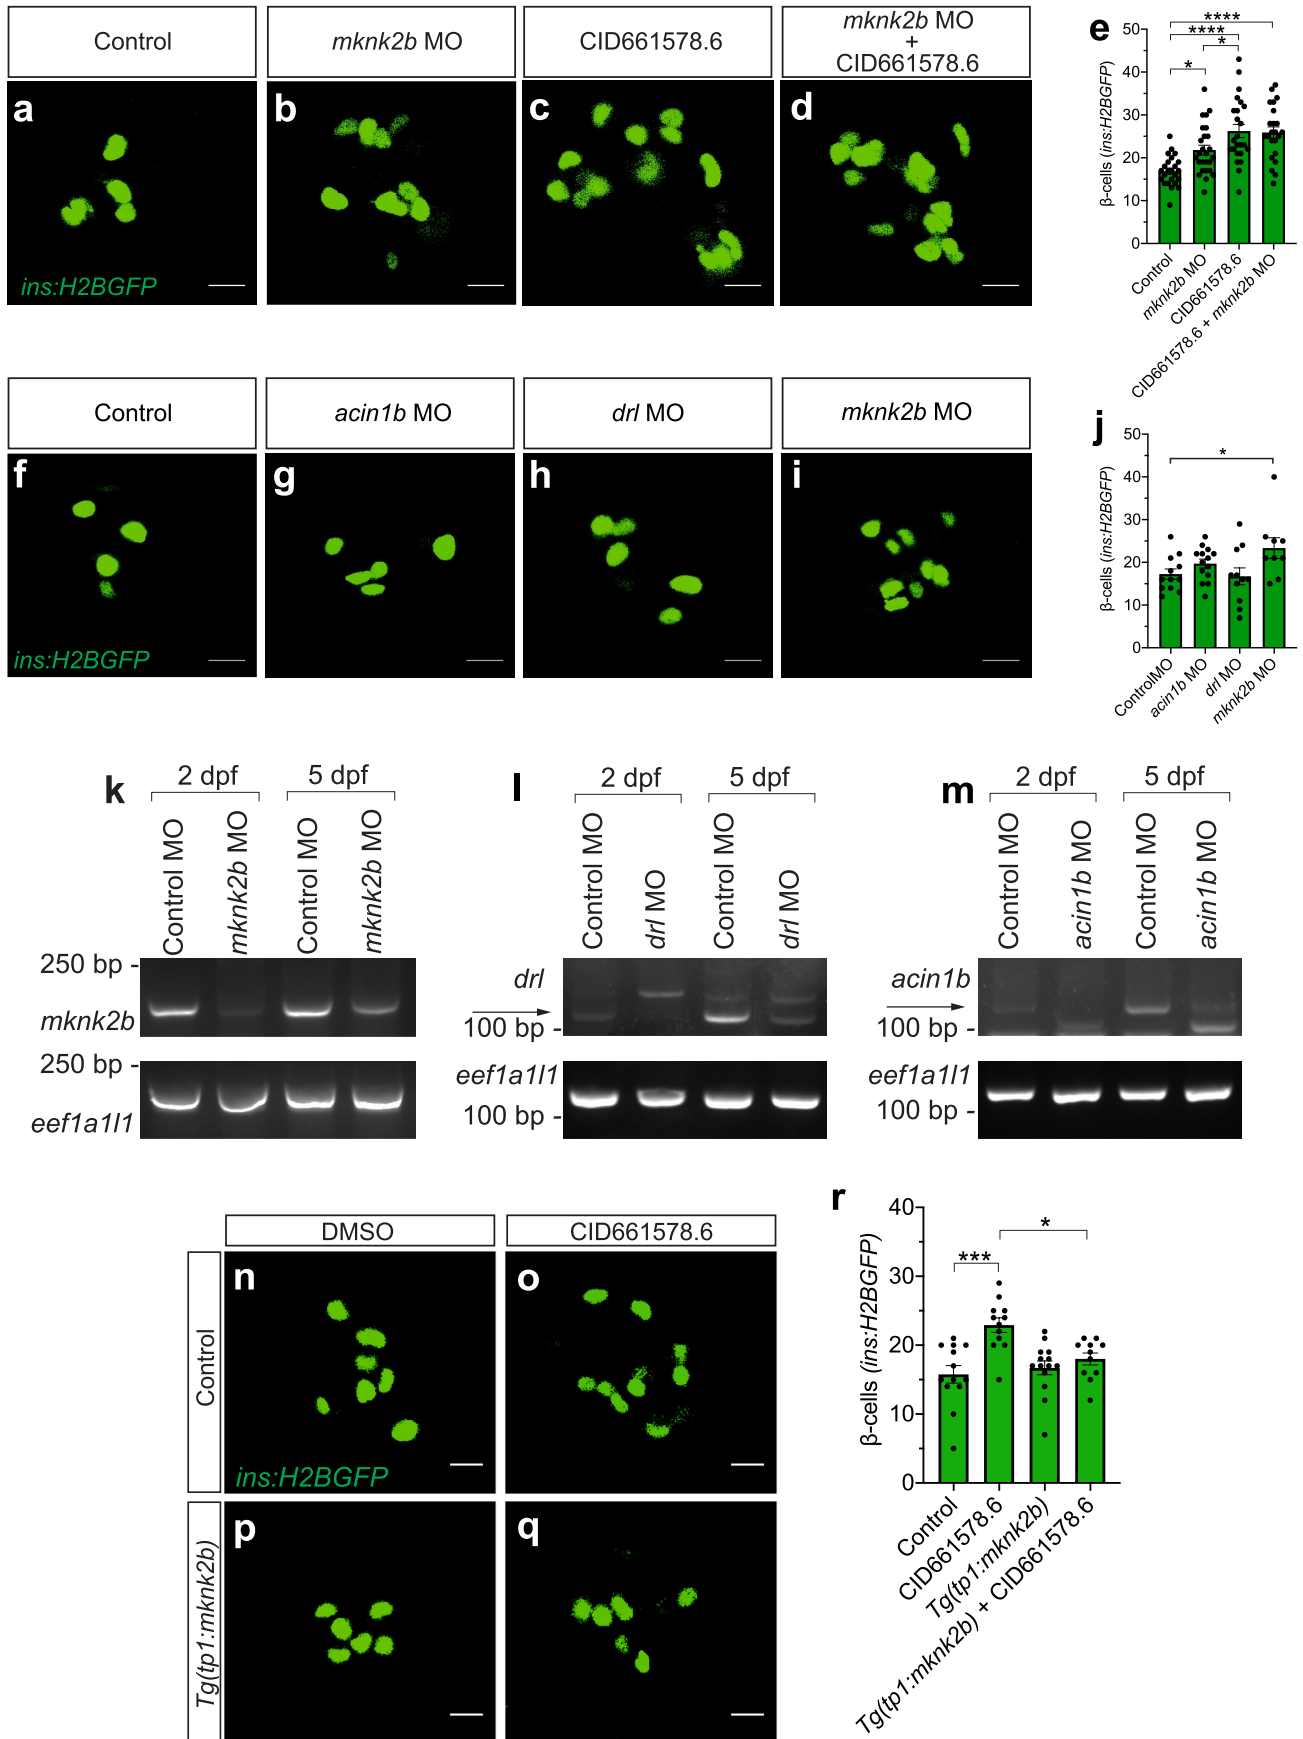 Control
mknk2b MO
CID661578.6
mknk2b MO
+
CID661578.6
a
b
c
d
ins:H2BGFP
e
50
40
30
20
10
0
β-cells (ins:H2BGFP)
****
****
*
*
Control
mknk2b MO
CID661578.6
CID661578.6 + mknk2b MO
Control
acin1b MO
drl MO
mknk2b MO
f
g
h
i
ins:H2BGFP
j
50
40
30
20
10
0
β-cells (ins:H2BGFP)
*
ControlMO
acin1b MO
drl MO
mknk2b MO
k
2 dpf
5 dpf
Control MO
mknk2b MO
Control MO
mknk2b MO
250 bp -
mknk2b
250 bp -
eef1a1l1
l
2 dpf
5 dpf
Control MO
drl MO
Control MO
drl MO
drl
100 bp -
eef1a1l1
100 bp -
m
2 dpf
5 dpf
Control MO
acin1b MO
Control MO
acin1b MO
acin1b
100 bp -
eef1a1l1
100 bp -
DMSO
CID661578.6
Control
n
o
ins:H2BGFP
Tg(tp1:mknk2b)
p
q
r
40
30
20
10
0
β-cells (ins:H2BGFP)
***
*
Control
CID661578.6
Tg(tp1:mknk2b)
Tg(tp1:mknk2b) + CID661578.6